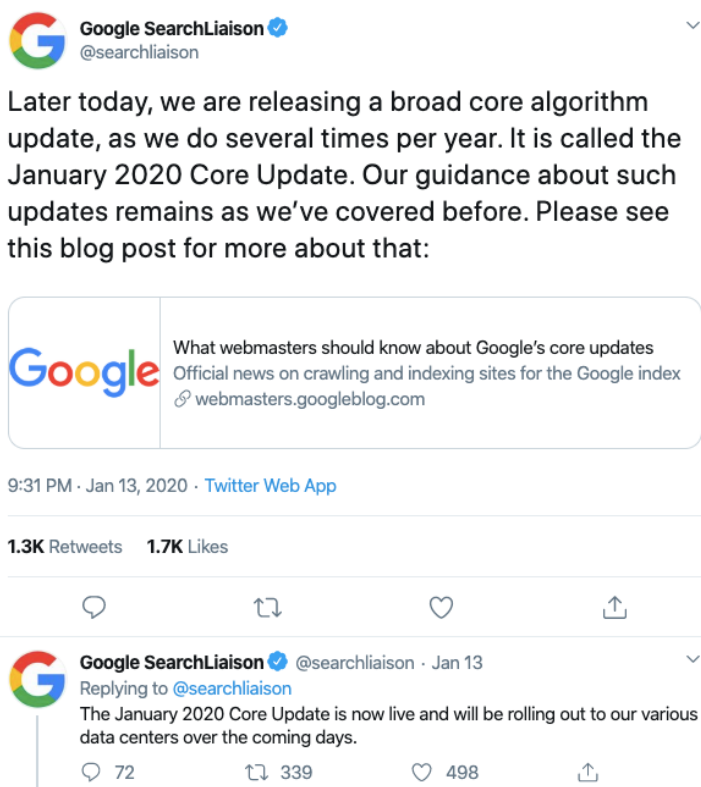 Google SearchLiaison
@searchliaison
Later today, we are releasing a broad core algorithm
update, as we do several times per year. It is called the
January 2020 Core Update. Our guidance about such
updates remains as we’ve covered before. Please see
this blog post for more about that:
Google
What webmasters should know about Google’s core updates
Official news on crawling and indexing sites for the Google index
webmasters.googleblog.com
9:31 PM · Jan 13, 2020 · Twitter Web App
1.3K Retweets 1.7K Likes
Google SearchLiaison @searchliaison · Jan 13
Replying to @searchliaison
The January 2020 Core Update is now live and will be rolling out to our various
data centers over the coming days.
72 339 498